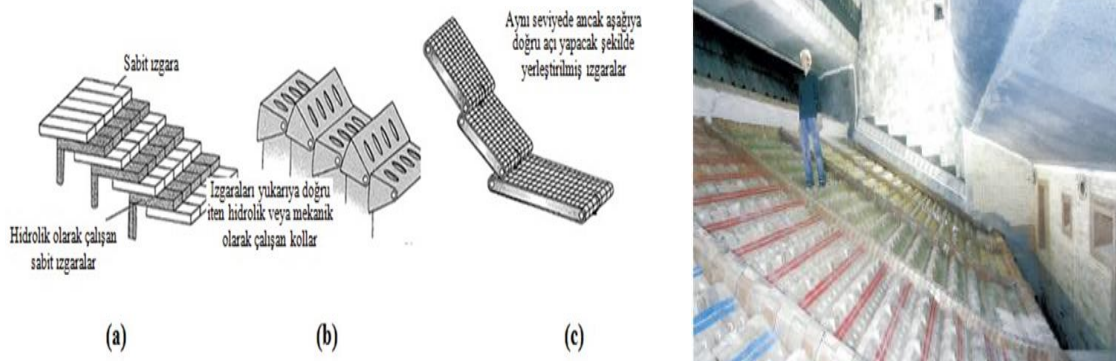 Sabit ızgara
Hidrolik olarak çalışan
sabit ızgaralar
(a)
Izgaraları yukarıya doğru
iten hidrolik veya mekanik
olarak çalışan kollar
(b)
Aynı seviyede ancak aşağıya
doğru açı yapacak şekilde
yerleştirilmiş ızgaralar
(c)